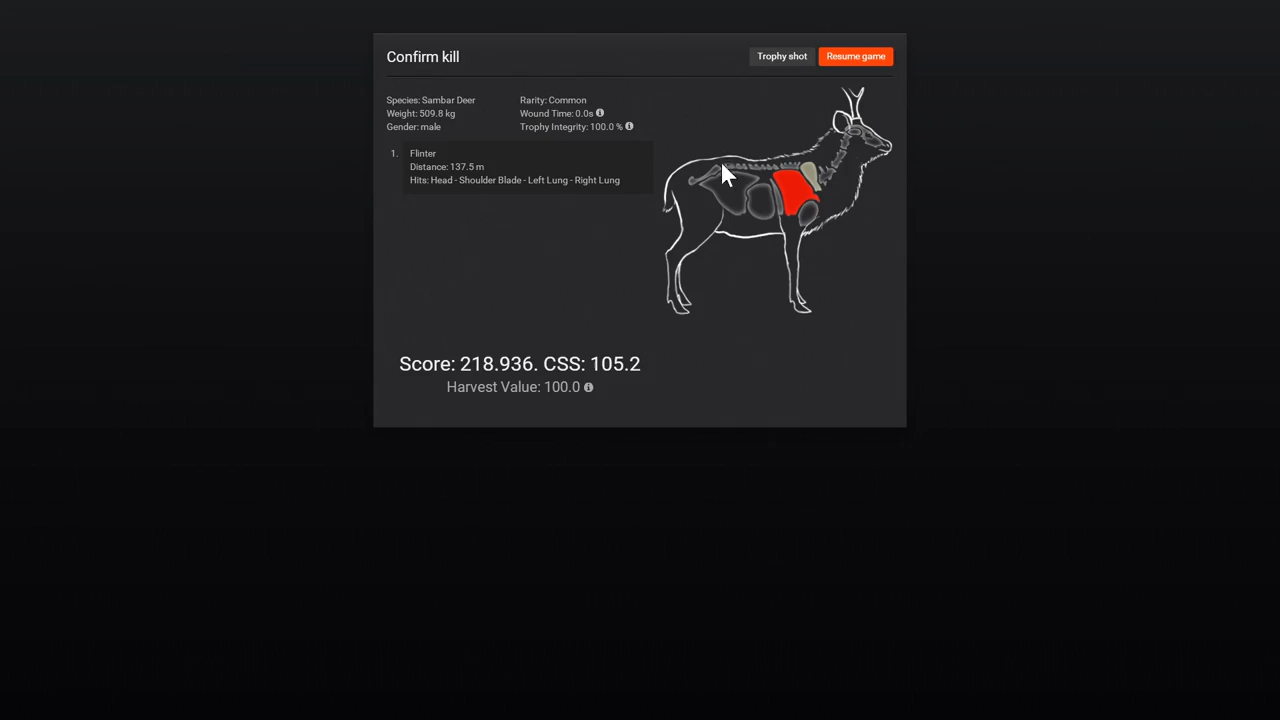 Confirm kill
Trophy shot
Resume game
Species: Sambar Deer
Weight: 509.8 kg
Gender: male
Rarity: Common
Wound Time: 0.0s
Trophy Integrity: 100.0 %
1.
Flinter
Distance: 137.5 m
Hits: Head - Shoulder Blade - Left Lung - Right Lung
Score: 218.936. CSS: 105.2
Harvest Value: 100.0